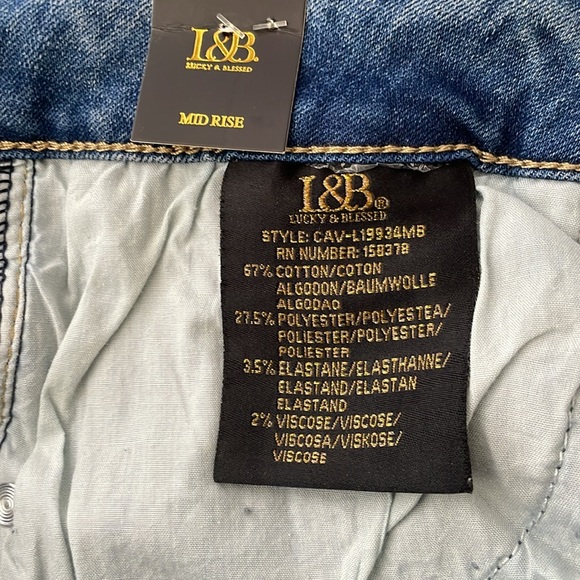 L&B.
LUCKY & BLESSED
MID RISE
L&B®
LUCKY & BLESSED
STYLE: CAV-L19934MB
RN NUMBER: 158378
67% COTTON/COTON
ALGODON/BAUMWOLLE
ALGODAO
27.5% POLYESTER/POLYESTEA/
POLIESTER/POLYESTER/
POLIESTER
3.5% ELASTANE/ELASTHANNE/
ELASTAND/ELASTAN
ELASTAND
2% VISCOSE/VISCOSE/
VISCOSA/VISKOSE/
VISCOSE